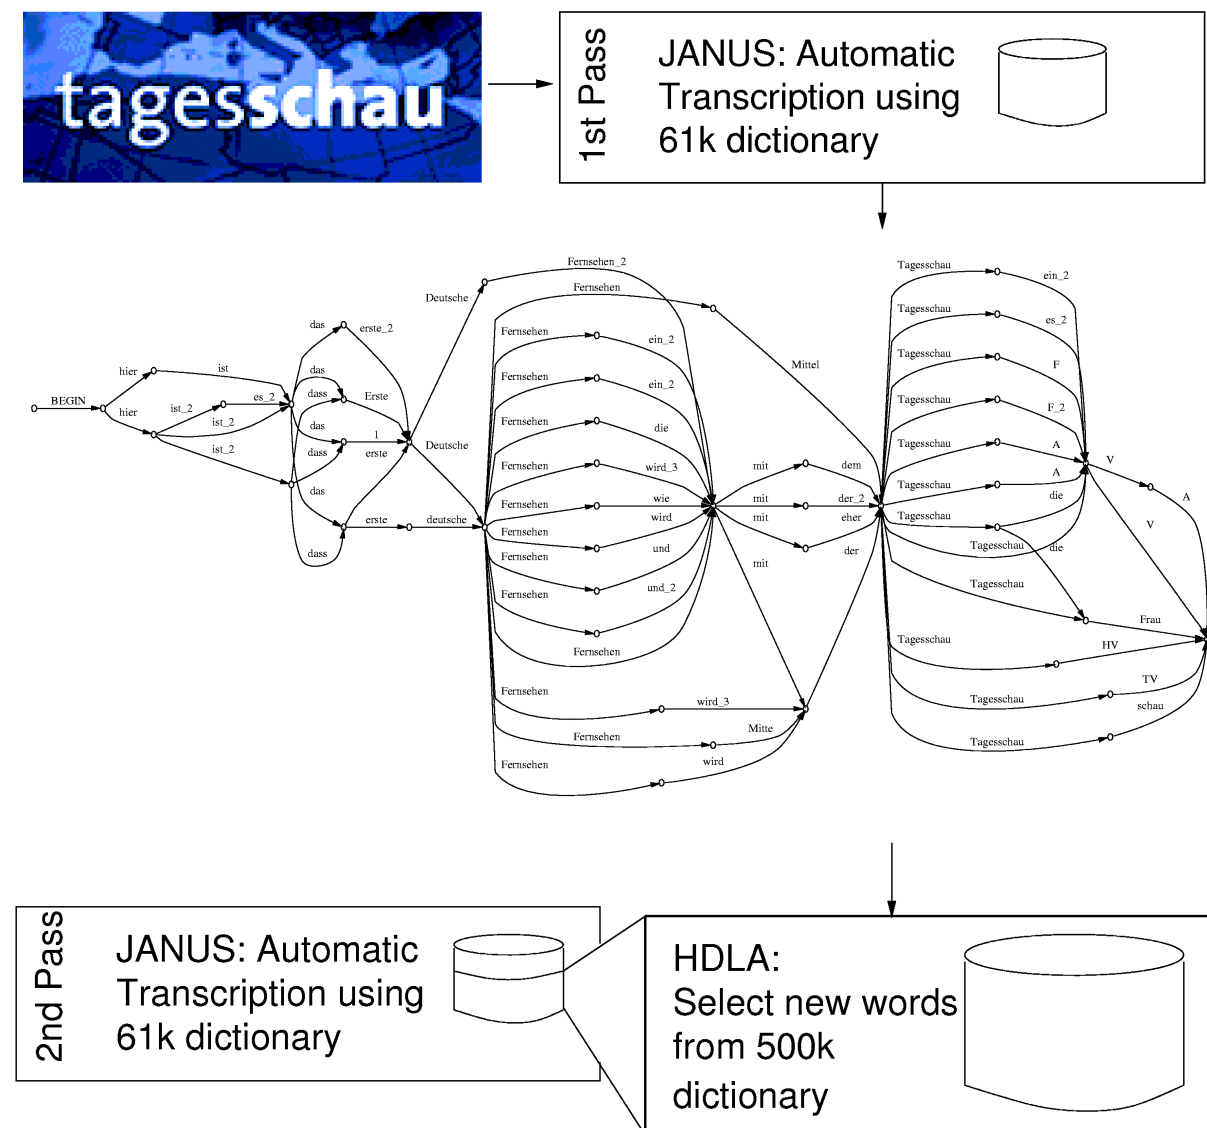 tagesschau
1st Pass
JANUS: Automatic
Transcription using
61k dictionary
BEGIN
hier
hier
ist
ist_2
es_2
ist_2
ist_2
das
das
dass
das
dass
das
dass
erste_2
Erste
1
erste
erste
Deutsche
Deutsche
deutsche
Fernsehen_2
Fernsehen
Fernsehen
ein_2
Fernsehen
ein_2
Fernsehen
die
Fernsehen
wird_3
Fernsehen
wie
Fernsehen
wird
Fernsehen
und
Fernsehen
und_2
Fernsehen
Fernsehen
wird_3
Fernsehen
Mitte
Fernsehen
wird
Mittel
mit
dem
mit
der_2
mit
eher
mit
der
Tagesschau
ein_2
Tagesschau
es_2
Tagesschau
F
Tagesschau
F_2
Tagesschau
A
Tagesschau
A
Tagesschau
die
Tagesschau
die
Tagesschau
Frau
Tagesschau
HV
Tagesschau
TV
Tagesschau
schau
V
A
V
2nd Pass
JANUS: Automatic
Transcription using
61k dictionary
HDLA:
Select new words
from 500k
dictionary